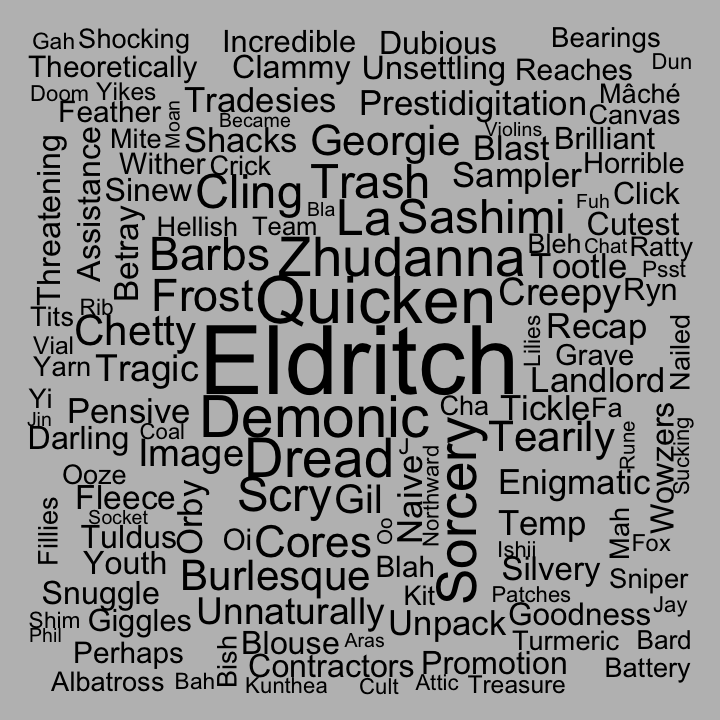 Gah Shocking Incredible Dubious Bearings
Theoretically Clammy Unsettling Reaches Dun
Doom Yikes Tradesies Prestidigitation Mâché
Feather Moan Became Violins Canvas
Mite Shacks Georgie Blast Brilliant
Threatening Assistance Wither Crick Trash Sampler Horrible
Sinew Cling Bla La Sashimi Fuh Click
Betray Hellish Team Cutest
Barbs Zhudanna Bleh Chat Ratty
Tootle Psst
Frost Quicken Creepy Ryn
Tits Rib Chetty Eldritch Lilies Recap Nailed
Vial Grave
Yarn Tragic Landlord
Yi Pensive Demonic Cha Tickle Fa
Jin
Darling Coal Image Dread Sorcery Tearily Rune Wowzers Sucking
Ooze Naive Northward
Fleece Orby Scry Gil Enigmatic
Fillies Socket Tuldus Oi Cores Oo Temp Mah Fox
Youth Burlesque Blah Ishii Silvery Sniper
Snuggle Kit Patches Jay
Shim Giggles Unnaturally Unpack Goodness
Phil Blouse Aras Turmeric Bard
Perhaps Bish Contractors Promotion Battery
Albatross Bah Kunthea Cult Attic Treasure